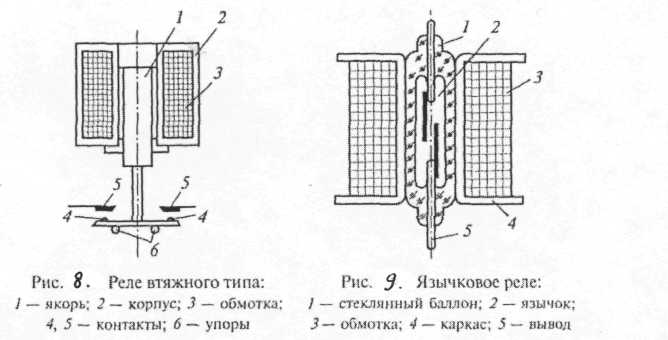 1
2
3
5
5
4
4
6
1
2
3
4
5
Рис. 8. Реле втяжного типа:
1 — якорь; 2 — корпус; 3 — обмотка;
4, 5 — контакты; 6 — упоры
Рис. 9. Язычковое реле:
1 — стеклянный баллон; 2 — язычок;
3 — обмотка; 4 — каркас; 5 — вывод